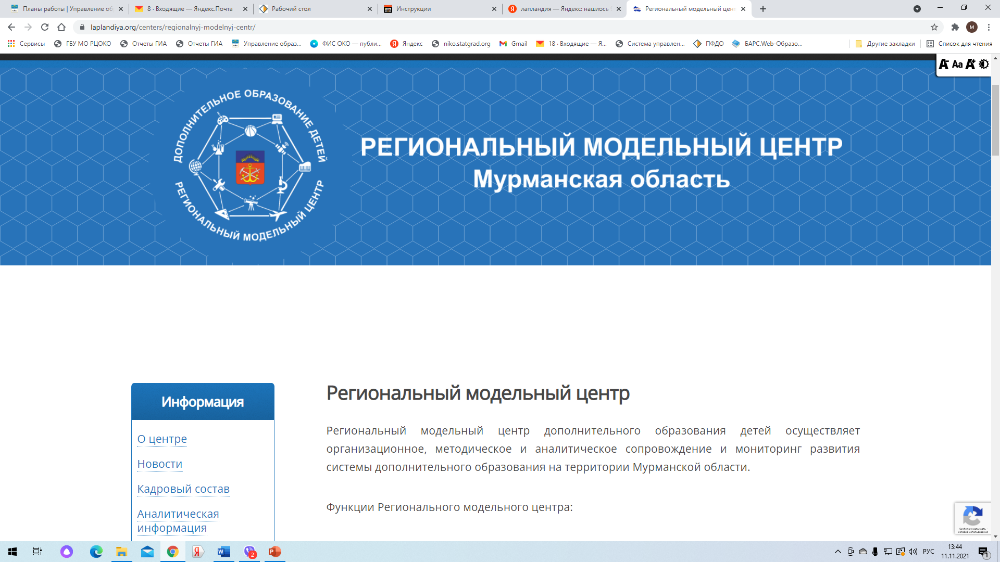 Планы работы | Управление об
8 · Входящие — Яндекс.Почта
Рабочий стол
Инструкции
лапландия — Яндекс: нашлось
Региональный модельный цент
laplandiya.org/centers/regionalnyj-modelnyj-centr/
М
Сервисы
ГБУ МО РЦОКО
Отчеты ГИА
Отчеты ГИА
Управление образ...
ФИС ОКО — публи...
Яндекс
niko.statgrad.org
Gmail
18 · Входящие — Я...
Система управлен...
ПФДО
БАРС.Web-Образо...
Другие закладки
Список для чтения
A Aa A
ДОПОЛНИТЕЛЬНОЕ ОБРАЗОВАНИЕ ДЕТЕЙ
РЕГИОНАЛЬНЫЙ МОДЕЛЬНЫЙ ЦЕНТР
РЕГИОНАЛЬНЫЙ МОДЕЛЬНЫЙ ЦЕНТР
Мурманская область
Информация
О центре
Новости
Кадровый состав
Аналитическая
информация
Региональный модельный центр
Региональный модельный центр дополнительного образования детей осуществляет
организационное, методическое и аналитическое сопровождение и мониторинг развития
системы дополнительного образования на территории Мурманской области.
Функции Регионального модельного центра:
Конфиденциальность -
Условия использования
2
РУС
13:44
11.11.2021
1